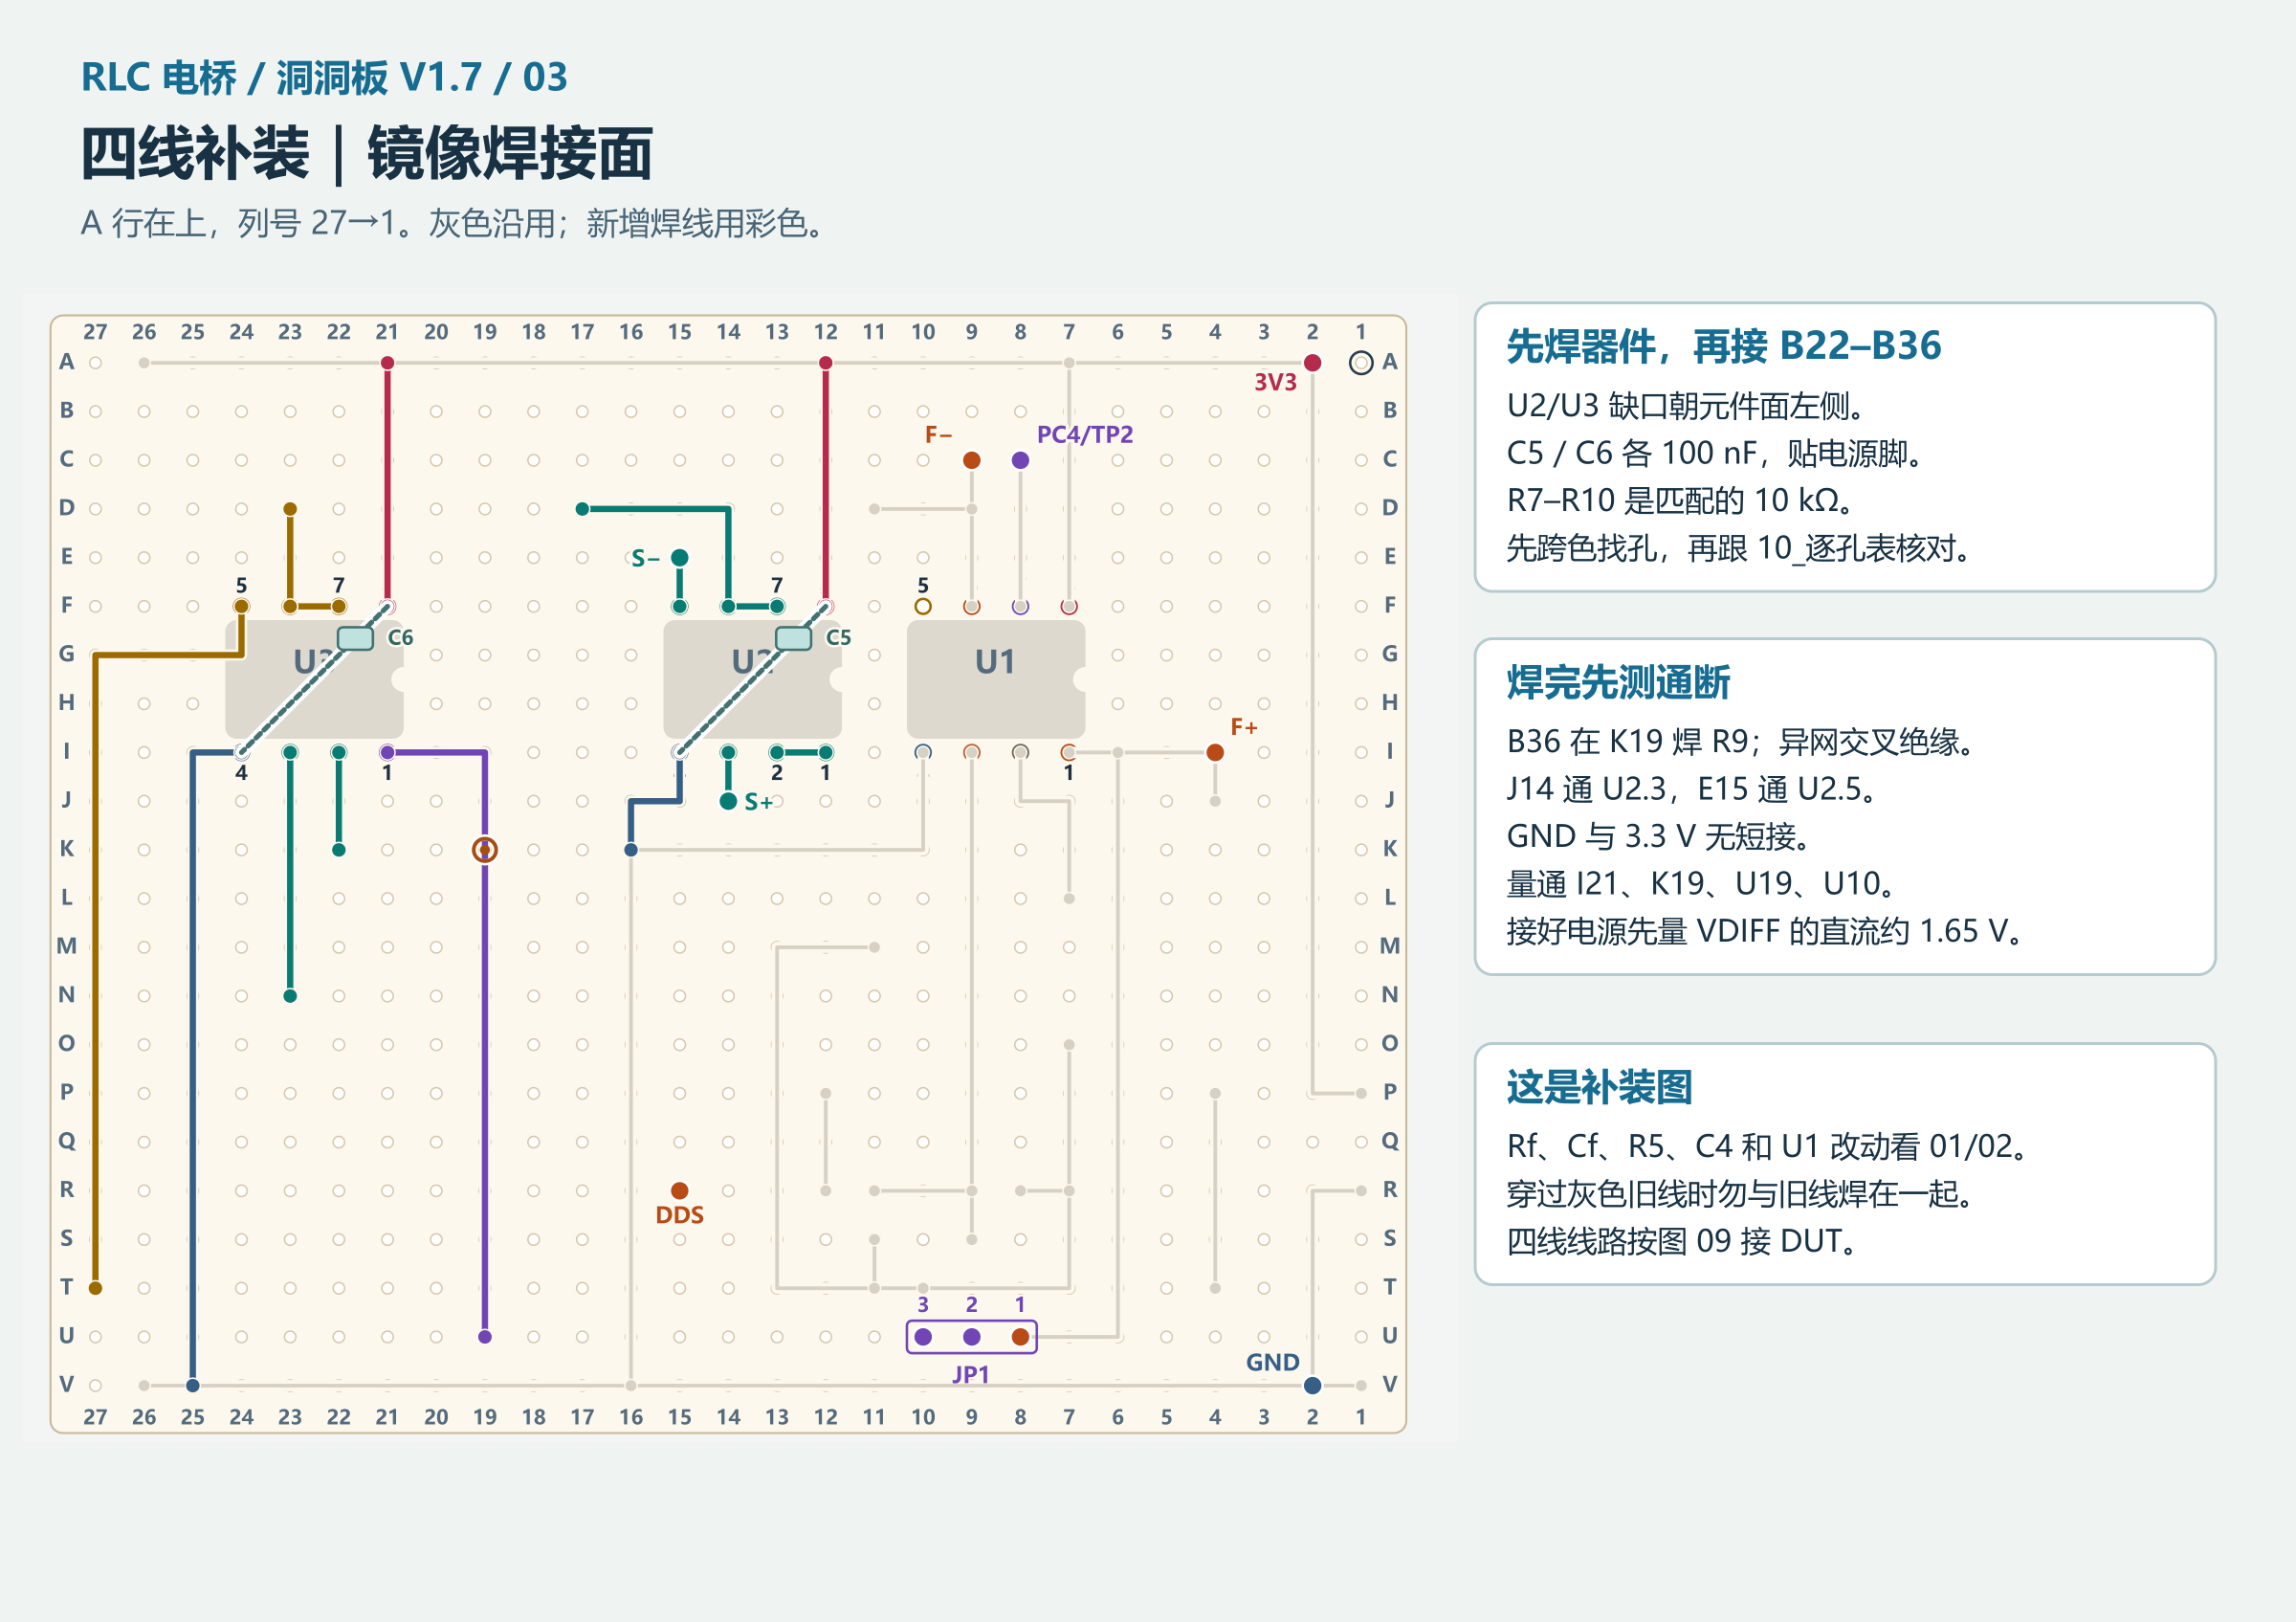 RLC 电桥 / 洞洞板 V1.7 / 03
四线补装｜镜像焊接面
A 行在上，列号 27→1。灰色沿用；新增焊线用彩色。
27 26 25 24 23 22 21 20 19 18 17 16 15 14 13 12 11 10 9 8 7 6 5 4 3 2 1
A A
3V3
B B
F− PC4/TP2
C C
D D
E S− E
5 7 7 5
F F
C6 C5
G U3 U2 U1 G
H H
F+
I I
4 1 2 1 1
J S+ J
K K
L L
M M
N N
O O
P P
Q Q
R R
DDS
S S
T T
3 2 1
U U
GND
JP1
V V
27 26 25 24 23 22 21 20 19 18 17 16 15 14 13 12 11 10 9 8 7 6 5 4 3 2 1
先焊器件，再接 B22–B36
U2/U3 缺口朝元件面左侧。
C5 / C6 各 100 nF，贴电源脚。
R7–R10 是匹配的 10 kΩ。
先跨色找孔，再跟 10_逐孔表核对。
焊完先测通断
B36 在 K19 焊 R9；异网交叉绝缘。
J14 通 U2.3，E15 通 U2.5。
GND 与 3.3 V 无短接。
量通 I21、K19、U19、U10。
接好电源先量 VDIFF 的直流约 1.65 V。
这是补装图
Rf、Cf、R5、C4 和 U1 改动看 01/02。
穿过灰色旧线时勿与旧线焊在一起。
四线线路按图 09 接 DUT。